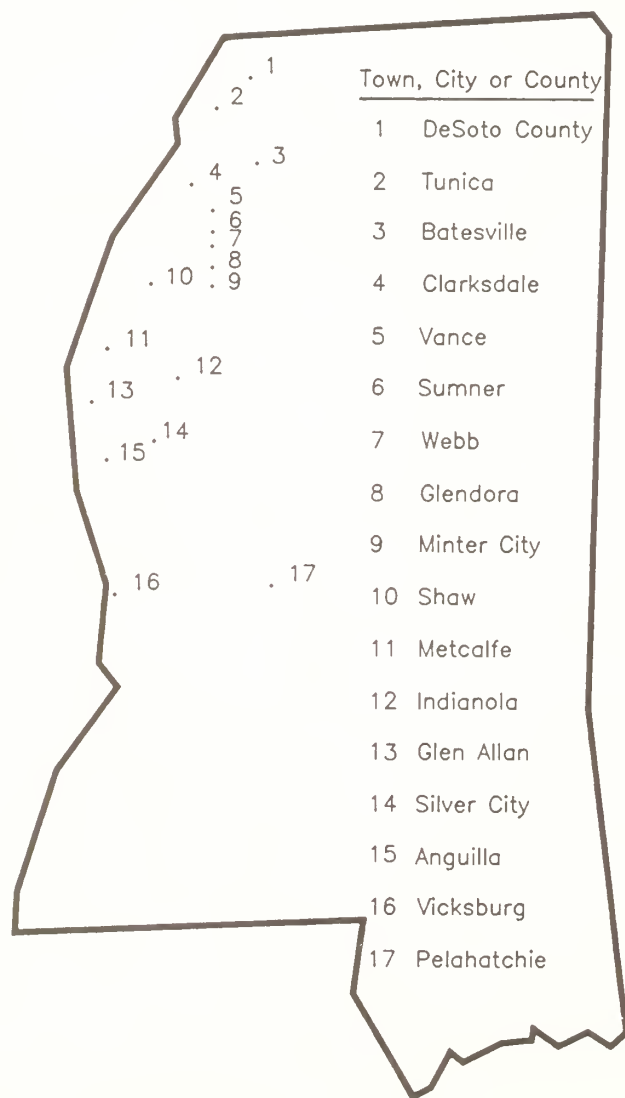 1
2
3
4
5
6
7
8
10 9
11
12
13
14
15
16
17
Town, City or County
1 DeSoto County
2 Tunica
3 Batesville
4 Clarksdale
5 Vance
6 Sumner
7 Webb
8 Glendora
9 Minter City
10 Shaw
11 Metcalfe
12 Indianola
13 Glen Allan
14 Silver City
15 Anguilla
16 Vicksburg
17 Pelahatchie